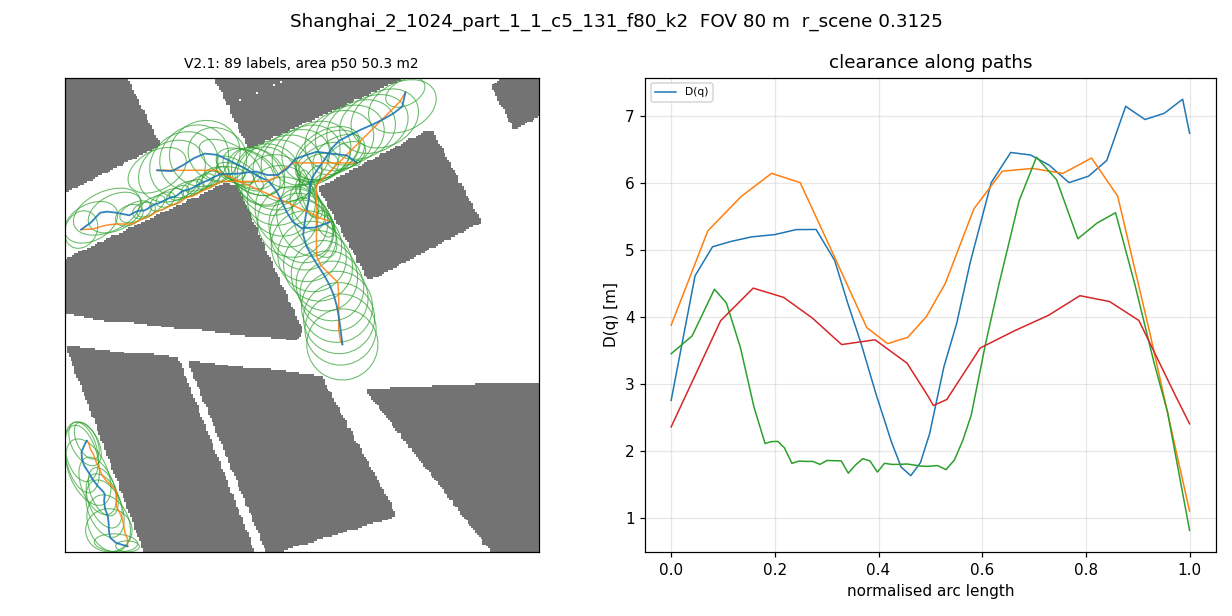 Shanghai_2_1024_part_1_1_c5_131_f80_k2 FOV 80 m r_scene 0.3125
V2.1: 89 labels, area p50 50.3 m2
clearance along paths
D(q)
D(q) [m]
7
6
5
4
3
2
1
0.0 0.2 0.4 0.6 0.8 1.0
normalised arc length